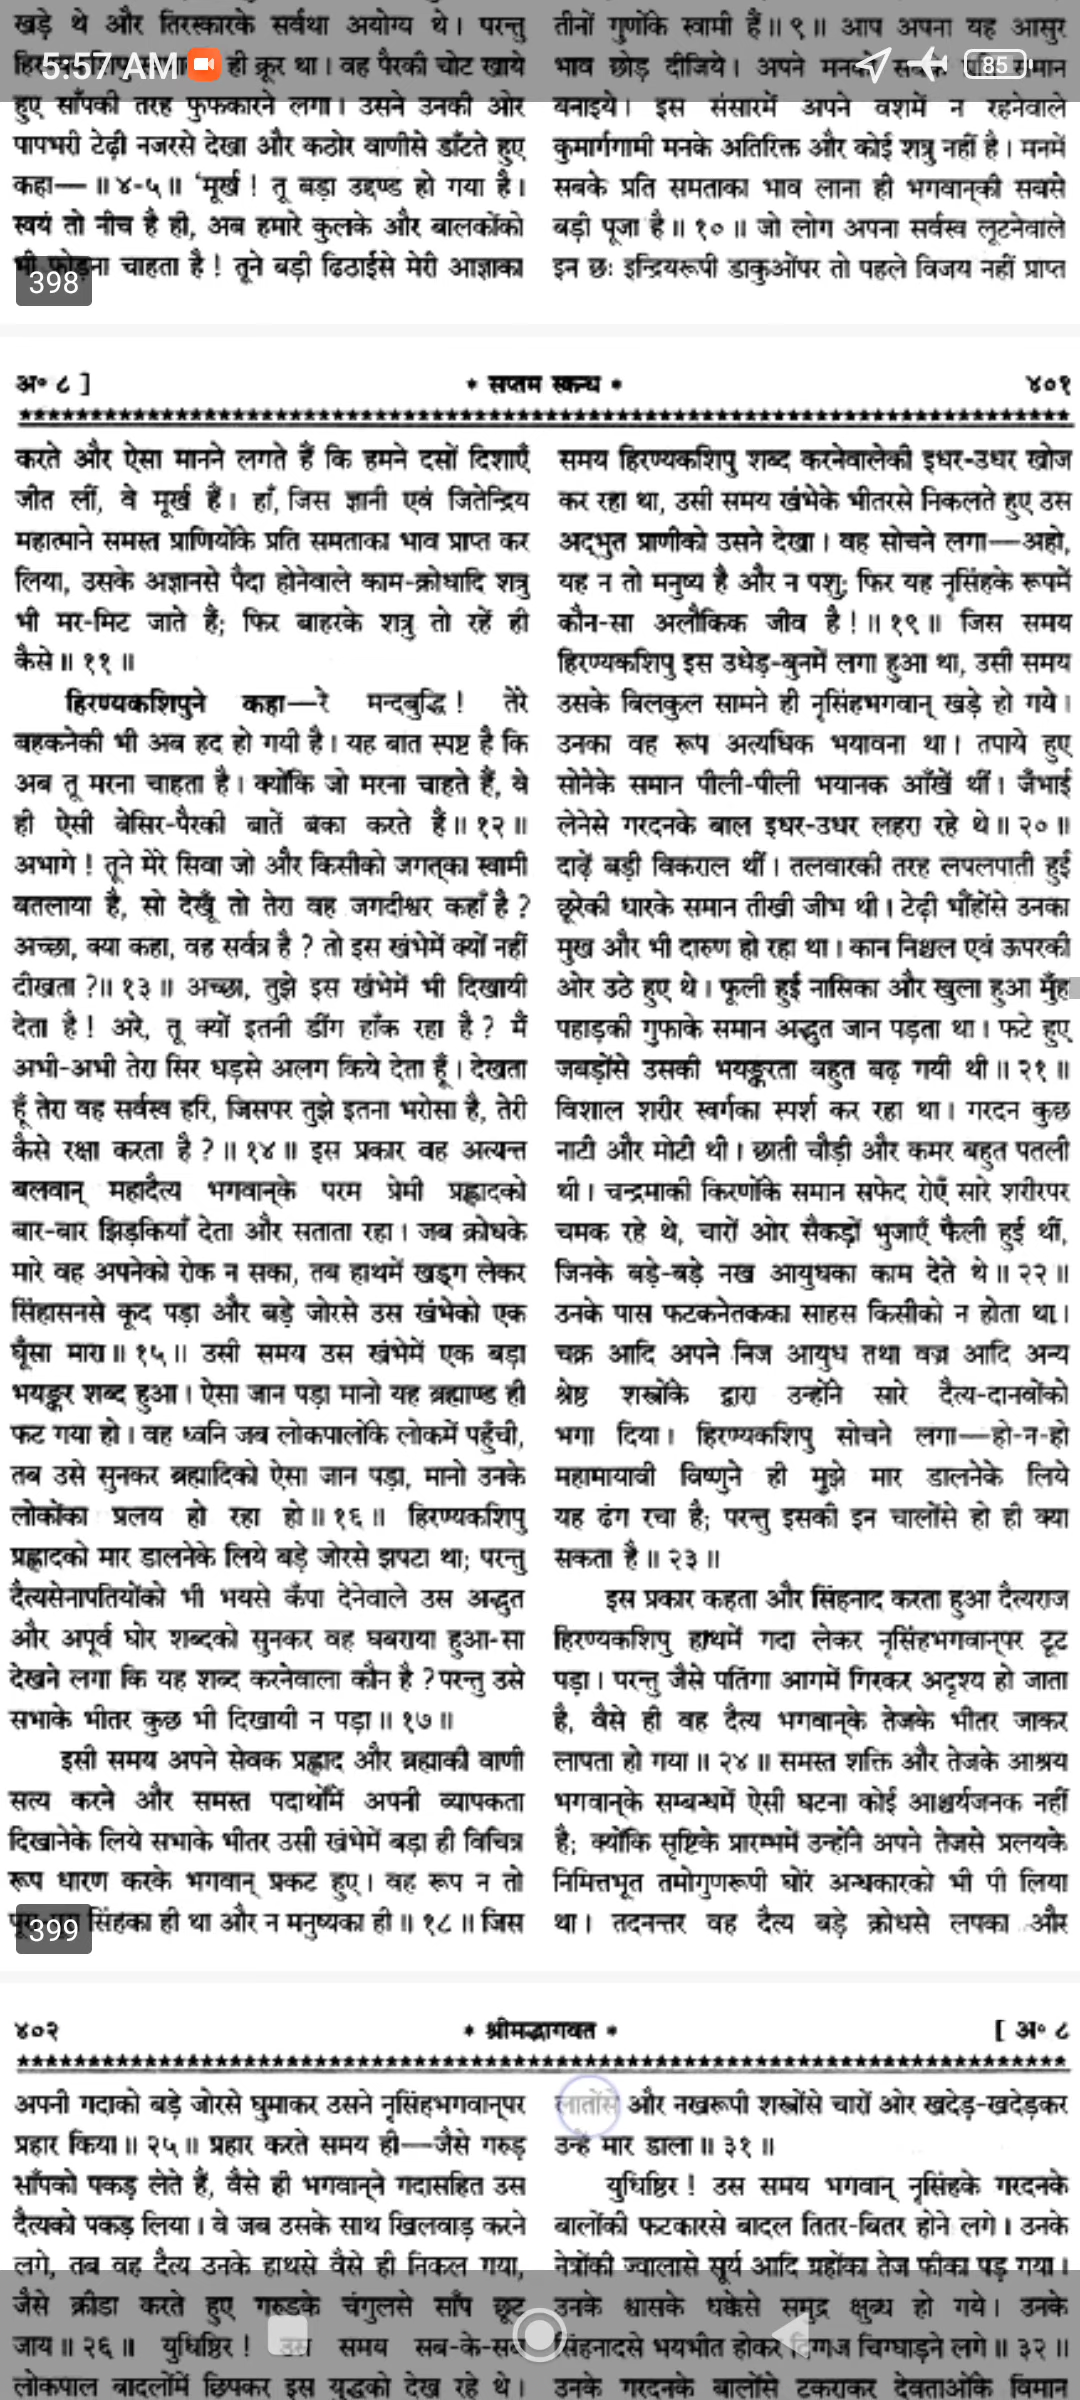 खड़े थे और तिरस्कारके सर्वथा अयोग्य थे। परन्तु
ही क्रूर था। वह पैरकी चोट खाये
हुए साँपकी तरह फुफकारने लगा। उसने उनकी ओर
पापभरी टेढ़ी नजरसे देखा और कठोर वाणीसे डाँटते हुए
कहा—॥ ४-५॥ 'मूर्ख! तू बड़ा उद्दण्ड हो गया है।
स्वयं तो नीच है ही, अब हमारे कुलके और बालकोंको
भी फोड़ना चाहता है! तूने बड़ी ढिठाईसे मेरी आज्ञाका
तीनों गुणोंके स्वामी हैं॥ ९॥ आप अपना यह आसुर
भाव छोड़ दीजिये। अपने मनको सबके प्रति समान
बनाइये। इस संसारमें अपने वशमें न रहनेवाले
कुमार्गगामी मनके अतिरिक्त और कोई शत्रु नहीं है। मनमें
सबके प्रति समताका भाव लाना ही भगवान्‌की सबसे
बड़ी पूजा है॥ १०॥ जो लोग अपना सर्वस्व लूटनेवाले
इन छः इन्द्रियरूपी डाकुओंपर तो पहले विजय नहीं प्राप्त
5:57 AM
85
398
अ० ८ ]
* सप्तम स्कन्ध *
४०१
करते और ऐसा मानने लगते हैं कि हमने दसों दिशाएँ
जीत लीं, वे मूर्ख हैं। हाँ, जिस ज्ञानी एवं जितेन्द्रिय
महात्माने समस्त प्राणियोंके प्रति समताका भाव प्राप्त कर
लिया, उसके अज्ञानसे पैदा होनेवाले काम-क्रोधादि शत्रु
भी मर-मिट जाते हैं; फिर बाहरके शत्रु तो रहें ही
कैसे॥ ११॥
हिरण्यकशिपुने कहा—रे मन्दबुद्धि! तेरे
बहकनेकी भी अब हद हो गयी है। यह बात स्पष्ट है कि
अब तू मरना चाहता है। क्योंकि जो मरना चाहते हैं, वे
ही ऐसी बेसिर-पैरकी बातें बका करते हैं॥ १२॥
अभागे! तूने मेरे सिवा जो और किसीको जगत्‌का स्वामी
बतलाया है, सो देखूँ तो तेरा वह जगदीश्वर कहाँ है?
अच्छा, क्या कहा, वह सर्वत्र है? तो इस खंभेमें क्यों नहीं
दीखता?॥ १३॥ अच्छा, तुझे इस खंभेमें भी दिखायी
देता है! अरे, तू क्यों इतनी डींग हाँक रहा है? मैं
अभी-अभी तेरा सिर धड़से अलग किये देता हूँ। देखता
हूँ तेरा वह सर्वस्व हरि, जिसपर तुझे इतना भरोसा है, तेरी
कैसे रक्षा करता है?॥ १४॥ इस प्रकार वह अत्यन्त
बलवान् महादैत्य भगवान्‌के परम प्रेमी प्रह्लादको
बार-बार झिड़कियाँ देता और सताता रहा। जब क्रोधके
मारे वह अपनेको रोक न सका, तब हाथमें खड्ग लेकर
सिंहासनसे कूद पड़ा और बड़े जोरसे उस खंभेको एक
घूँसा मारा॥ १५॥ उसी समय उस खंभेमें एक बड़ा
भयङ्कर शब्द हुआ। ऐसा जान पड़ा मानो यह ब्रह्माण्ड ही
फट गया हो। वह ध्वनि जब लोकपालोंके लोकमें पहुँची,
तब उसे सुनकर ब्रह्मादिको ऐसा जान पड़ा, मानो उनके
लोकोंका प्रलय हो रहा हो॥ १६॥ हिरण्यकशिपु
प्रह्लादको मार डालनेके लिये बड़े जोरसे झपटा था; परन्तु
दैत्यसेनापतियोंको भी भयसे कँपा देनेवाले उस अद्भुत
और अपूर्व घोर शब्दको सुनकर वह घबराया हुआ-सा
देखने लगा कि यह शब्द करनेवाला कौन है? परन्तु उसे
सभाके भीतर कुछ भी दिखायी न पड़ा॥ १७॥
इसी समय अपने सेवक प्रह्लाद और ब्रह्माकी वाणी
सत्य करने और समस्त पदार्थोंमें अपनी व्यापकता
दिखानेके लिये सभाके भीतर उसी खंभेमें बड़ा ही विचित्र
रूप धारण करके भगवान् प्रकट हुए। वह रूप न तो
सिंहका ही था और न मनुष्यका ही॥ १८॥ जिस
समय हिरण्यकशिपु शब्द करनेवालेकी इधर-उधर खोज
कर रहा था, उसी समय खंभेके भीतरसे निकलते हुए उस
अद्भुत प्राणीको उसने देखा। वह सोचने लगा—अहो,
यह न तो मनुष्य है और न पशु; फिर यह नृसिंहके रूपमें
कौन-सा अलौकिक जीव है!॥ १९॥ जिस समय
हिरण्यकशिपु इस उधेड़-बुनमें लगा हुआ था, उसी समय
उसके बिलकुल सामने ही नृसिंहभगवान् खड़े हो गये।
उनका वह रूप अत्यधिक भयावना था। तपाये हुए
सोनेके समान पीली-पीली भयानक आँखें थीं। जँभाई
लेनेसे गरदनके बाल इधर-उधर लहरा रहे थे॥ २०॥
दाढ़ें बड़ी विकराल थीं। तलवारकी तरह लपलपाती हुई
छूरेकी धारके समान तीखी जीभ थी। टेढ़ी भौंहोंसे उनका
मुख और भी दारुण हो रहा था। कान निश्चल एवं ऊपरकी
ओर उठे हुए थे। फूली हुई नासिका और खुला हुआ मुँह
पहाड़की गुफाके समान अद्भुत जान पड़ता था। फटे हुए
जबड़ोंसे उसकी भयङ्करता बहुत बढ़ गयी थी॥ २१॥
विशाल शरीर स्वर्गका स्पर्श कर रहा था। गरदन कुछ
नाटी और मोटी थी। छाती चौड़ी और कमर बहुत पतली
थी। चन्द्रमाकी किरणोंके समान सफेद रोएँ सारे शरीरपर
चमक रहे थे, चारों ओर सैकड़ों भुजाएँ फैली हुई थीं,
जिनके बड़े-बड़े नख आयुधका काम देते थे॥ २२॥
उनके पास फटकनेतकका साहस किसीको न होता था।
चक्र आदि अपने निज आयुध तथा वज्र आदि अन्य
श्रेष्ठ शस्त्रोंके द्वारा उन्होंने सारे दैत्य-दानवोंको
भगा दिया। हिरण्यकशिपु सोचने लगा—हो-न-हो
महामायावी विष्णुने ही मुझे मार डालनेके लिये
यह ढंग रचा है; परन्तु इसकी इन चालोंसे हो ही क्या
सकता है॥ २३॥
इस प्रकार कहता और सिंहनाद करता हुआ दैत्यराज
हिरण्यकशिपु हाथमें गदा लेकर नृसिंहभगवान्‌पर टूट
पड़ा। परन्तु जैसे पतिंगा आगमें गिरकर अदृश्य हो जाता
है, वैसे ही वह दैत्य भगवान्‌के तेजके भीतर जाकर
लापता हो गया॥ २४॥ समस्त शक्ति और तेजके आश्रय
भगवान्‌के सम्बन्धमें ऐसी घटना कोई आश्चर्यजनक नहीं
है; क्योंकि सृष्टिके प्रारम्भमें उन्होंने अपने तेजसे प्रलयके
निमित्तभूत तमोगुणरूपी घोर अन्धकारको भी पी लिया
था। तदनन्तर वह दैत्य बड़े क्रोधसे लपका और
399
४०२
* श्रीमद्भागवत *
[ अ० ८
अपनी गदाको बड़े जोरसे घुमाकर उसने नृसिंहभगवान्‌पर
प्रहार किया॥ २५॥ प्रहार करते समय ही—जैसे गरुड़
साँपको पकड़ लेते हैं, वैसे ही भगवान्‌ने गदासहित उस
दैत्यको पकड़ लिया। वे जब उसके साथ खिलवाड़ करने
लगे, तब वह दैत्य उनके हाथसे वैसे ही निकल गया,
जैसे क्रीडा करते हुए गरुडके चंगुलसे साँप छूट
जाय॥ २६॥ युधिष्ठिर! उस समय सब-के-सब
लोकपाल बादलोंमें छिपकर इस युद्धको देख रहे थे।
लातोंसे और नखरूपी शस्त्रोंसे चारों ओर खदेड़-खदेड़कर
उन्हें मार डाला॥ ३१॥
युधिष्ठिर! उस समय भगवान् नृसिंहके गरदनके
बालोंकी फटकारसे बादल तितर-बितर होने लगे। उनके
नेत्रोंकी ज्वालासे सूर्य आदि ग्रहोंका तेज फीका पड़ गया।
उनके श्वासके धक्केसे समुद्र क्षुब्ध हो गये। उनके
सिंहनादसे भयभीत होकर दिग्गज चिग्घाड़ने लगे॥ ३२॥
उनके गरदनके बालोंसे टकराकर देवताओंके विमान